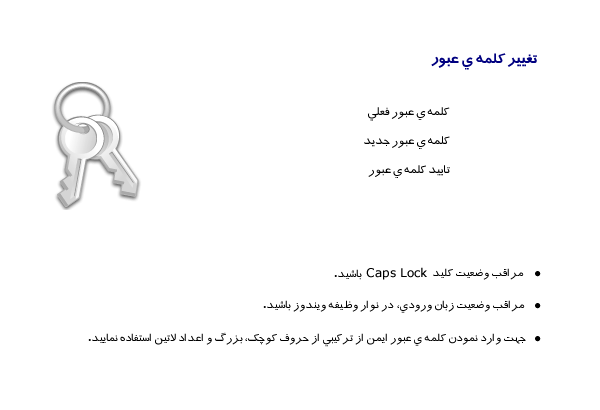 تغيير کلمه ي عبور
کلمه ي عبور فعلي
کلمه ي عبور جديد
تاييد کلمه ي عبور
● مراقب وضعيت کليد Caps Lock باشيد.
● مراقب وضعيت زبان ورودي، در نوار وظيفه ويندوز باشيد.
● جهت وارد نمودن کلمه ي عبور ايمن از ترکيبي از حروف کوچک، بزرگ و اعداد لاتين استفاده نماييد.